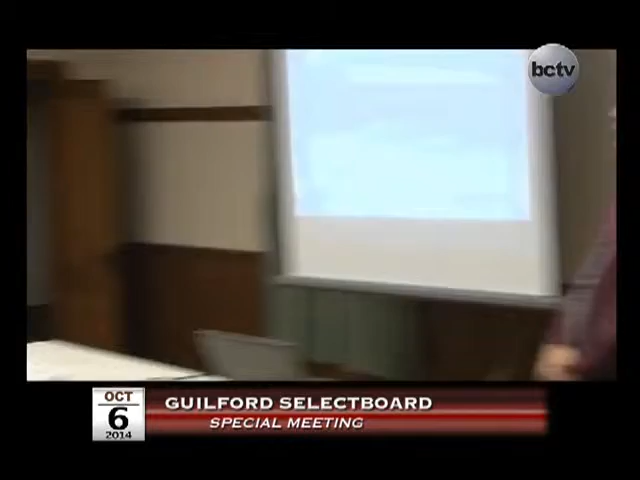 bctv
OCT
6
2014
GUILFORD SELECTBOARD
SPECIAL MEETING